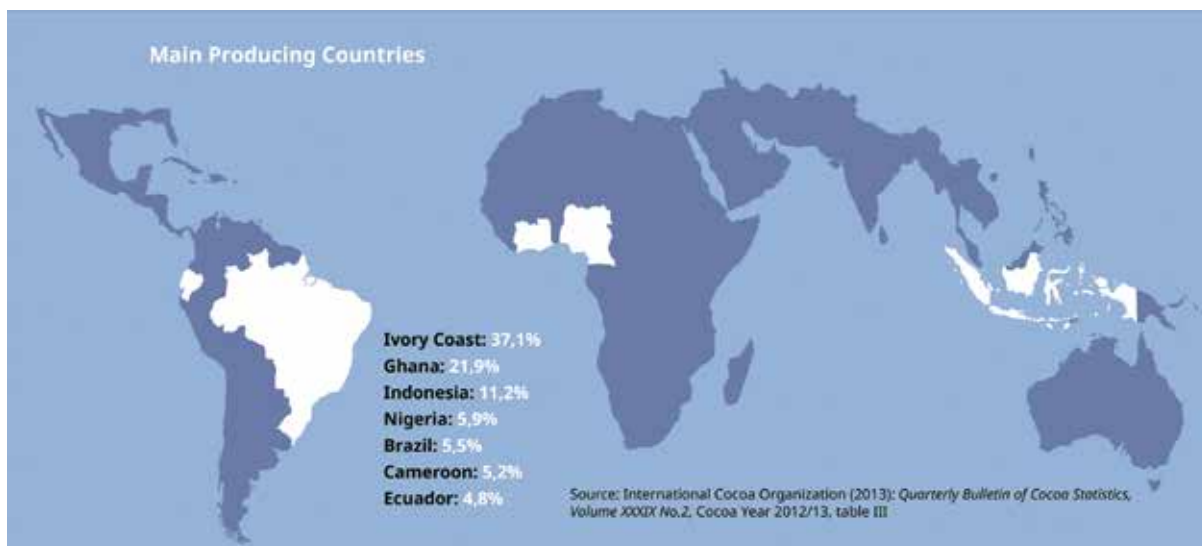 Main Producing Countries
Ivory Coast: 37,1%
Ghana: 21,9%
Indonesia: 11,2%
Nigeria: 5,9%
Brazil: 5,5%
Cameroon: 5,2%
Ecuador: 4,8%
Source: International Cocoa Organization (2013): Quarterly Bulletin of Cocoa Statistics,
Volume XXXIX No.2, Cocoa Year 2012/13, table III